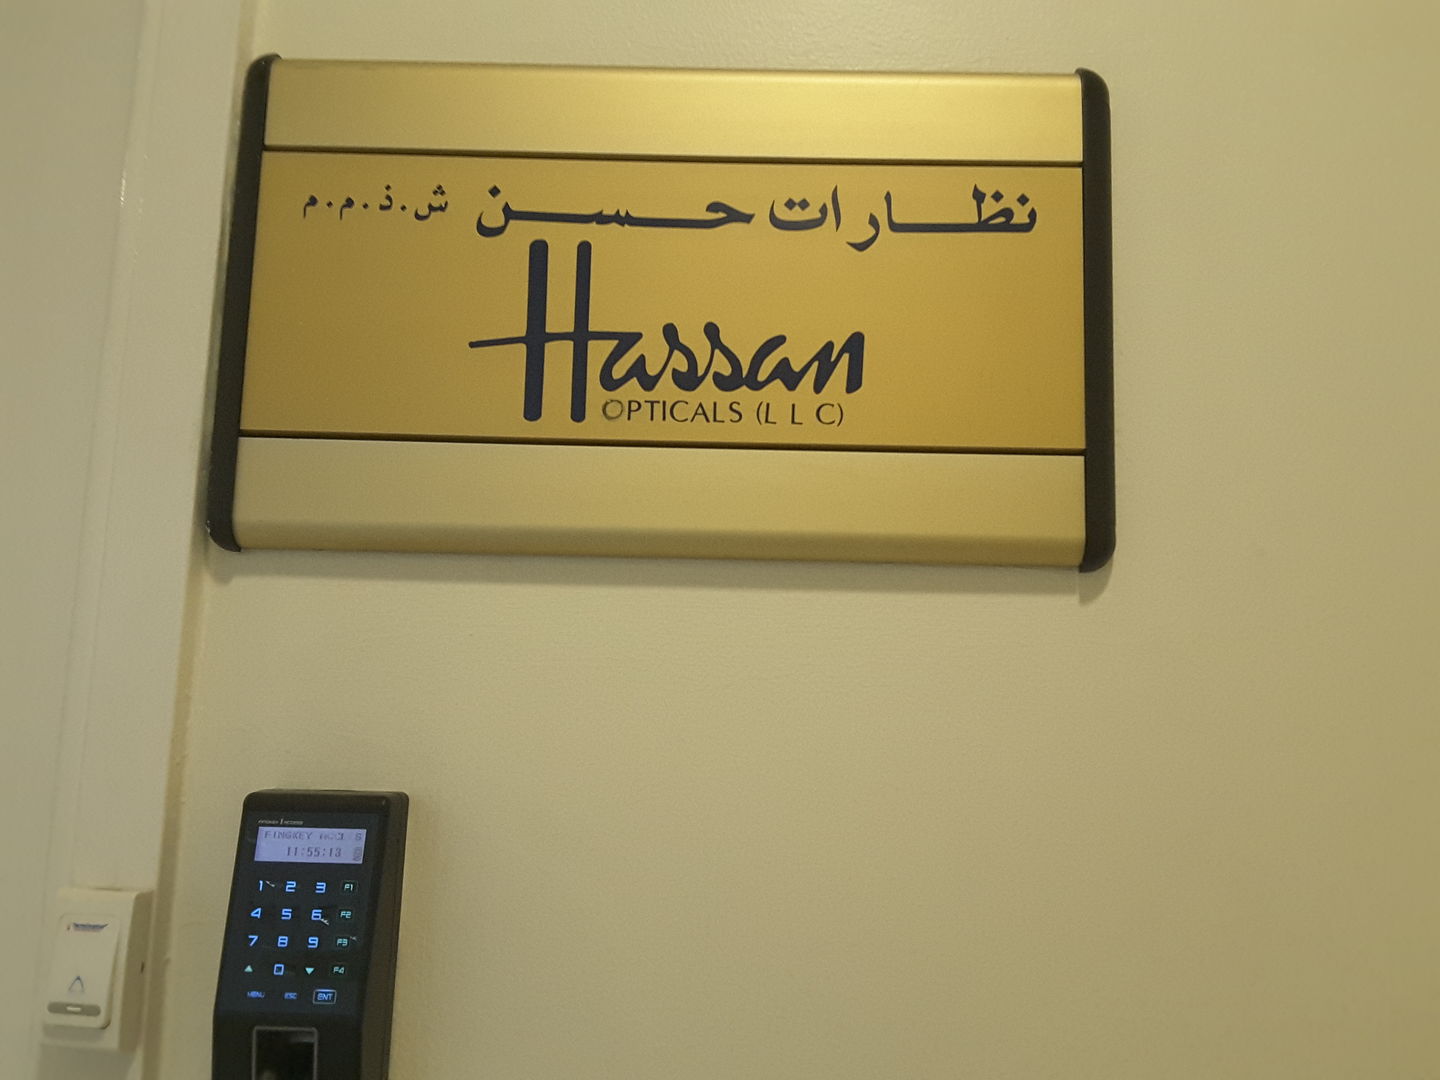 نظارات حسن ش.ذ.م.م
Hassan
OPTICALS (L L C)
FINGKEY
11:55:13
1 2 3 F1
4 5 6 F2
7 8 9 F3
0 F4
MENU ESC ENT